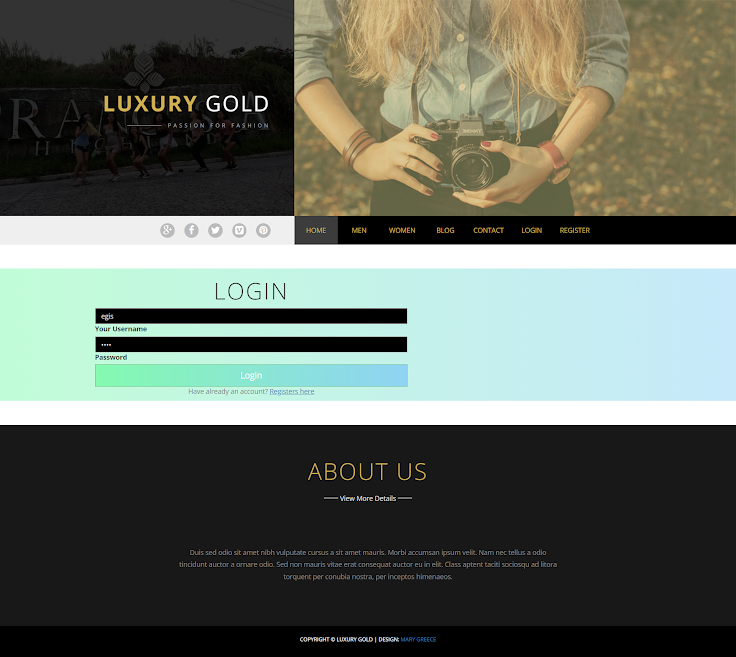 LUXURY GOLD
PASSION FOR FASHION
HOME MEN WOMEN BLOG CONTACT LOGIN REGISTER
LOGIN
egis
Your Username
••••
Password
Login
Have already an account? Registers here
ABOUT US
View More Details
Duis sed odio sit amet nibh vulputate cursus a sit amet mauris. Morbi accumsan ipsum velit. Nam nec tellus a odio
tincidunt auctor a ornare odio. Sed non mauris vitae erat consequat auctor eu in elit. Class aptent taciti sociosqu ad litora
torquent per conubia nostra, per inceptos himenaeos.
COPYRIGHT © LUXURY GOLD | DESIGN: MARY GREECE